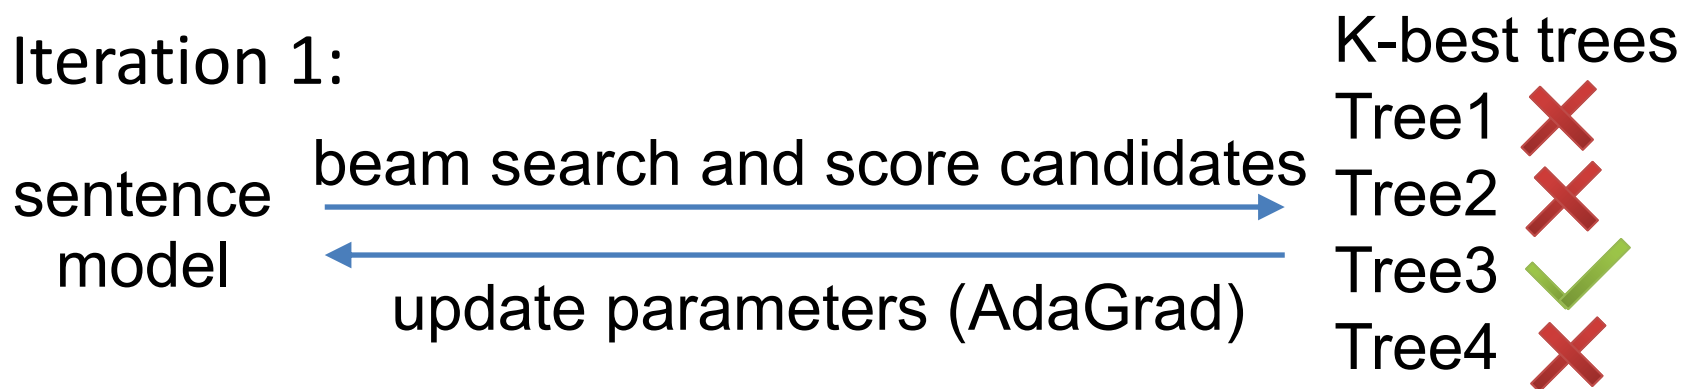 Iteration 1:
sentence
model
beam search and score candidates
update parameters (AdaGrad)
K-best trees
Tree1
Tree2
Tree3
Tree4